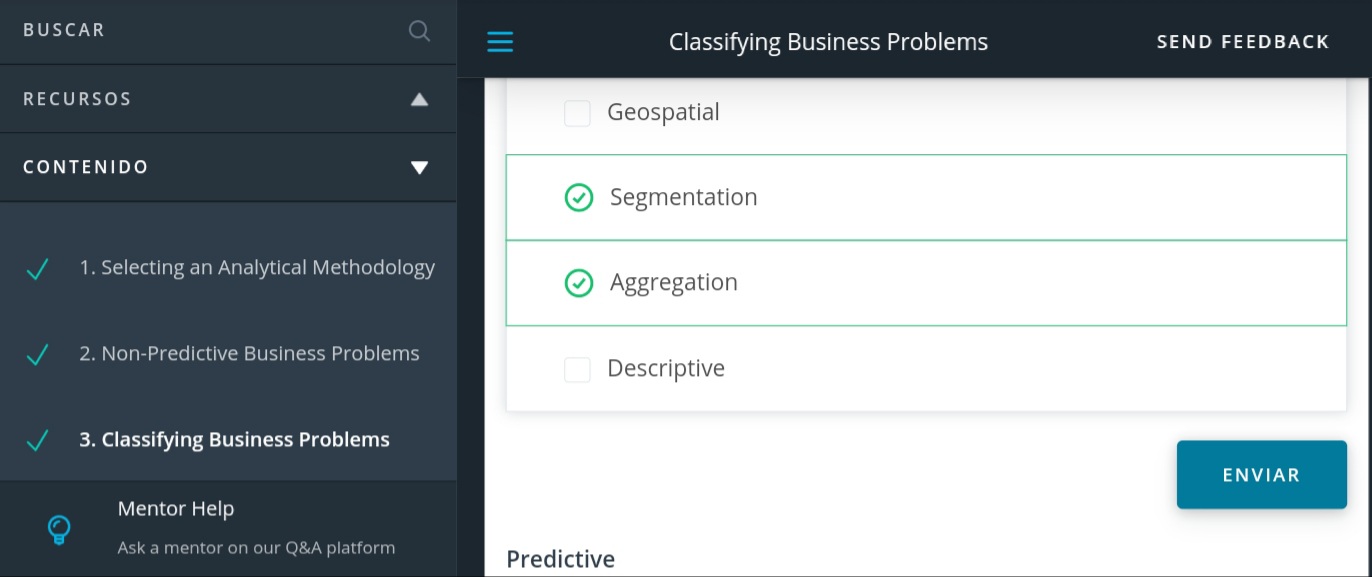 BUSCAR
RECURSOS
CONTENIDO
1. Selecting an Analytical Methodology
2. Non-Predictive Business Problems
3. Classifying Business Problems
Mentor Help
Ask a mentor on our Q&A platform
Classifying Business Problems
SEND FEEDBACK
Geospatial
Segmentation
Aggregation
Descriptive
ENVIAR
Predictive